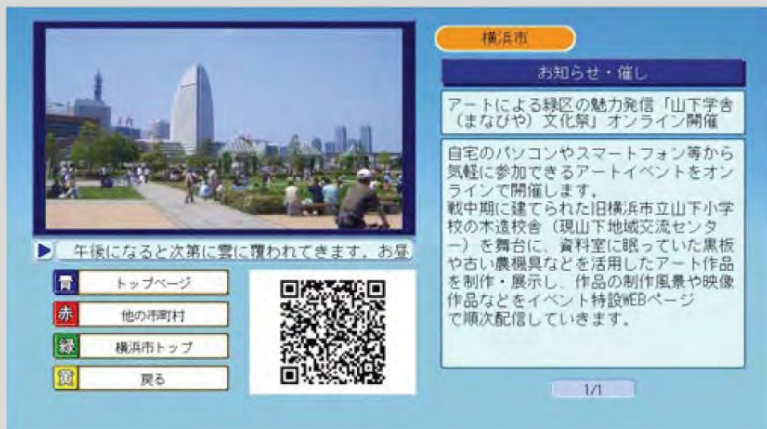 横浜市
お知らせ・催し
アートによる緑区の魅力発信「山下学舎
（まなびや）文化祭」オンライン開催
自宅のパソコンやスマートフォン等から
気軽に参加できるアートイベントをオン
ラインで開催します。
戦中期に建てられた旧横浜市立山下小学
校の木造校舎（現山下地域交流センタ
ー）を舞台に、資料室に眠っていた黒板
や古い農機具などを活用したアート作品
を制作・展示し、作品の制作風景や映像
作品などをイベント特設WEBページ
で順次配信していきます。
1/1
午後になると次第に雲に覆われてきます。お昼
青 トップページ
赤 他の市町村
緑 横浜市トップ
黄 戻る